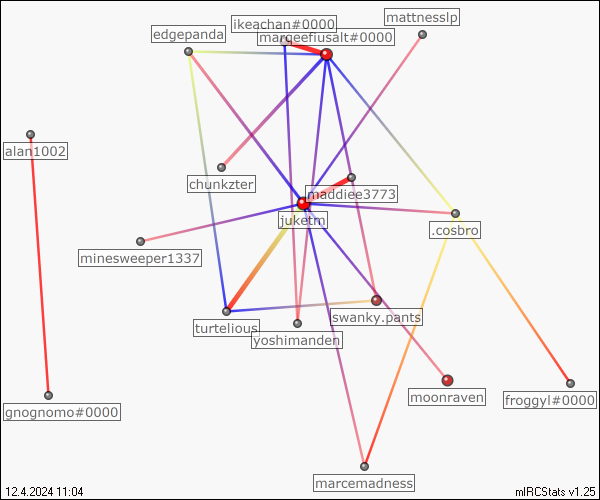 ikeachan#0000
mattnesslp
edgepanda
marqeefiusalt#0000
alan1002
chunkzter
maddiee3773
juketm
.cosbro
minesweeper1337
swanky.pants
turtelious
yoshimanden
moonraven
froggyl#0000
gnognomo#0000
marcemadness
12.4.2024 11:04
mIRCStats v1.25